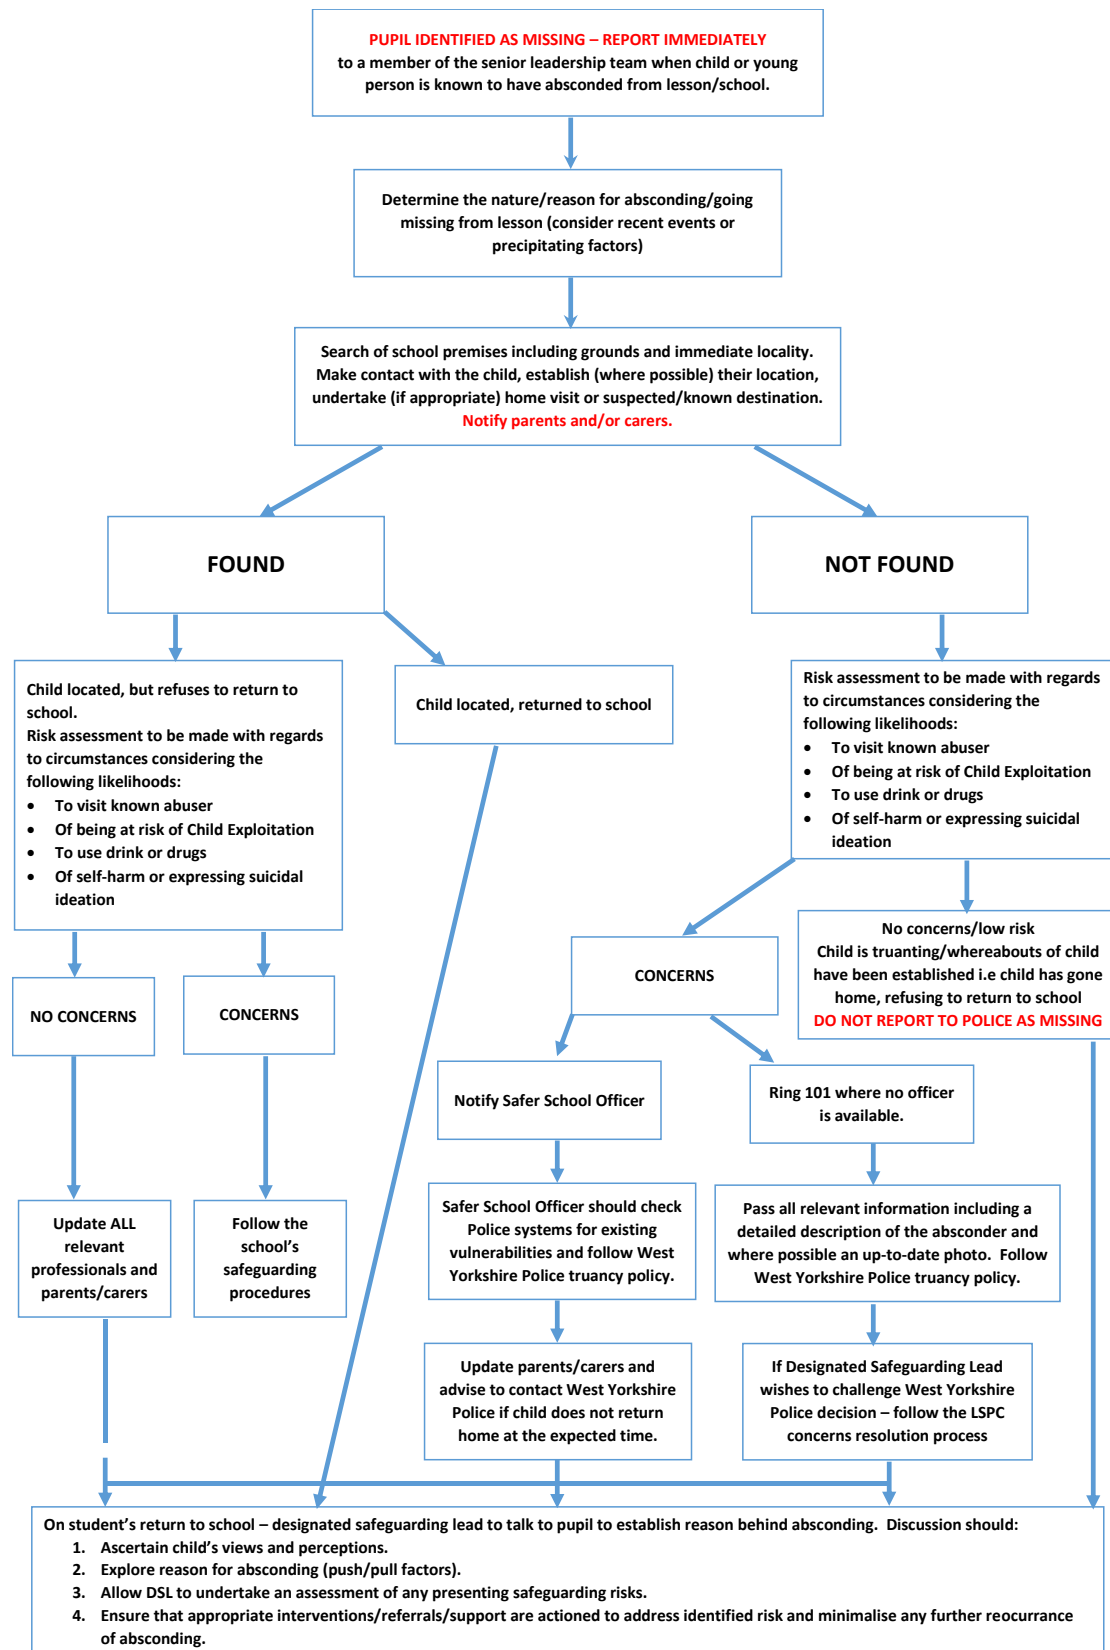 PUPIL IDENTIFIED AS MISSING – REPORT IMMEDIATELY
to a member of the senior leadership team when child or young
person is known to have absconded from lesson/school.
Determine the nature/reason for absconding/going
missing from lesson (consider recent events or
precipitating factors)
Search of school premises including grounds and immediate locality.
Make contact with the child, establish (where possible) their location,
undertake (if appropriate) home visit or suspected/known destination.
Notify parents and/or carers.
FOUND
NOT FOUND
Child located, but refuses to return to
school.
Risk assessment to be made with regards
to circumstances considering the
following likelihoods:
• To visit known abuser
• Of being at risk of Child Exploitation
• To use drink or drugs
• Of self-harm or expressing suicidal
ideation
Child located, returned to school
Risk assessment to be made with regards
to circumstances considering the
following likelihoods:
• To visit known abuser
• Of being at risk of Child Exploitation
• To use drink or drugs
• Of self-harm or expressing suicidal
ideation
NO CONCERNS
CONCERNS
CONCERNS
No concerns/low risk
Child is truanting/whereabouts of child
have been established i.e child has gone
home, refusing to return to school
DO NOT REPORT TO POLICE AS MISSING
Notify Safer School Officer
Ring 101 where no officer
is available.
Update ALL
relevant
professionals and
parents/carers
Follow the
school's
safeguarding
procedures
Safer School Officer should check
Police systems for existing
vulnerabilities and follow West
Yorkshire Police truancy policy.
Pass all relevant information including a
detailed description of the absconder and
where possible an up-to-date photo. Follow
West Yorkshire Police truancy policy.
Update parents/carers and
advise to contact West Yorkshire
Police if child does not return
home at the expected time.
If Designated Safeguarding Lead
wishes to challenge West Yorkshire
Police decision – follow the LSPC
concerns resolution process
On student's return to school – designated safeguarding lead to talk to pupil to establish reason behind absconding. Discussion should:
1. Ascertain child's views and perceptions.
2. Explore reason for absconding (push/pull factors).
3. Allow DSL to undertake an assessment of any presenting safeguarding risks.
4. Ensure that appropriate interventions/referrals/support are actioned to address identified risk and minimalise any further reocurrance
of absconding.